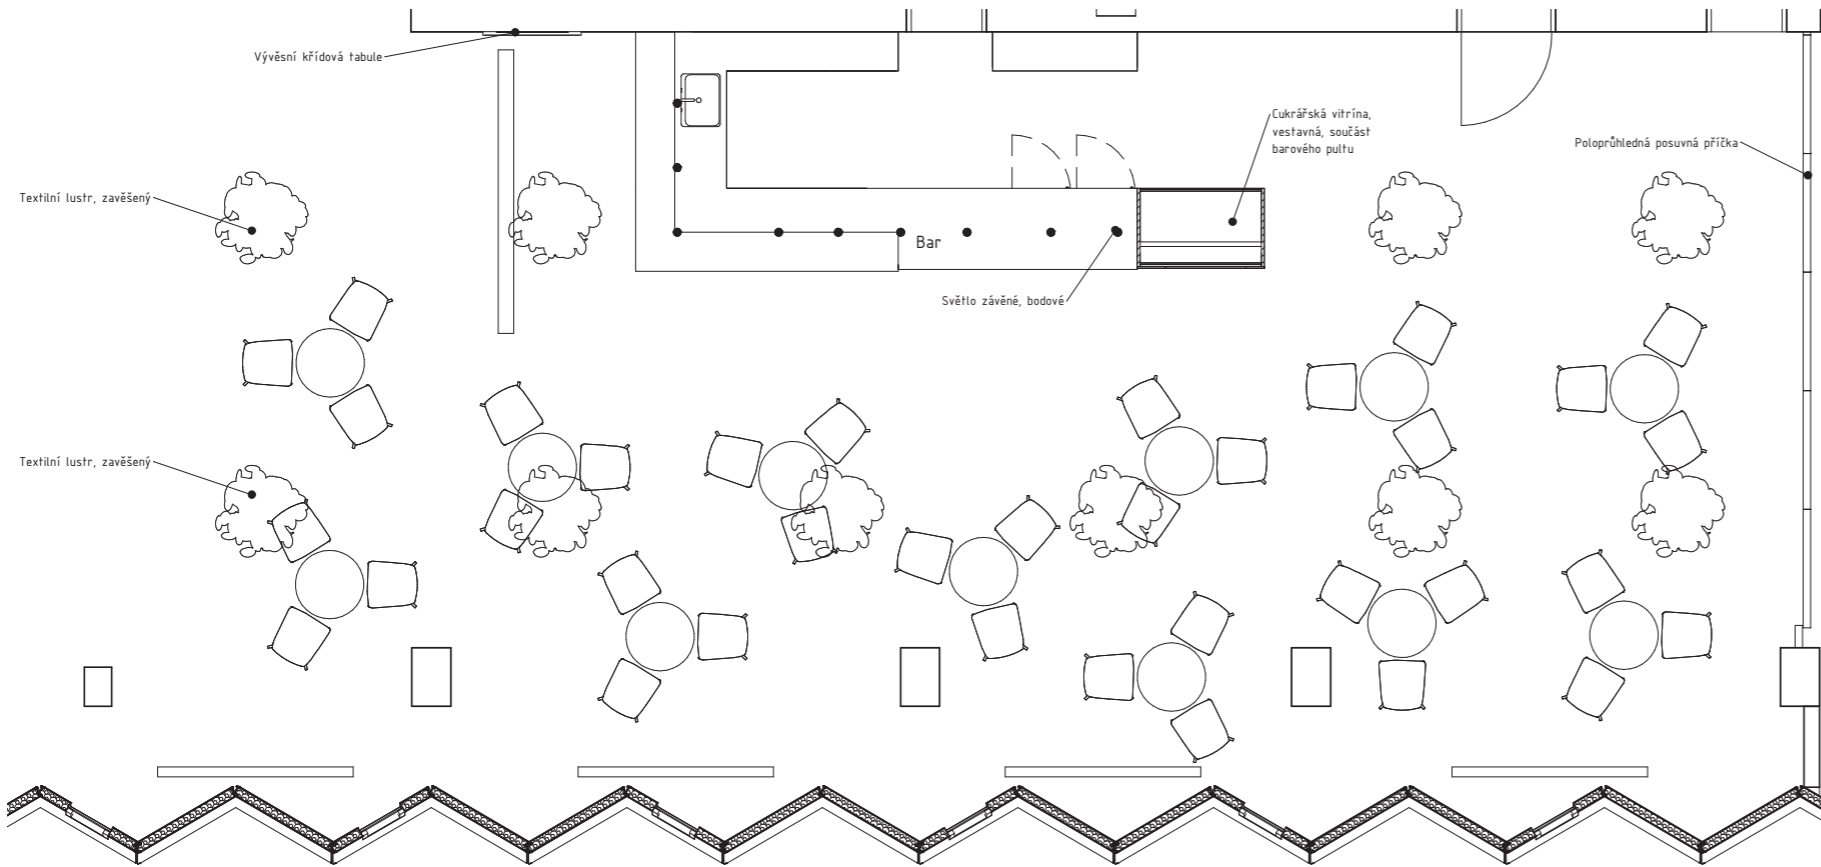 Vývěsní křídová tabule
Cukrářská vitrína,
vestavná, součást
barového pultu
Poloprůhledná posuvná příčka
Textilní lustr, zavěšený
Bar
Světlo závěné, bodové
Textilní lustr, zavěšený